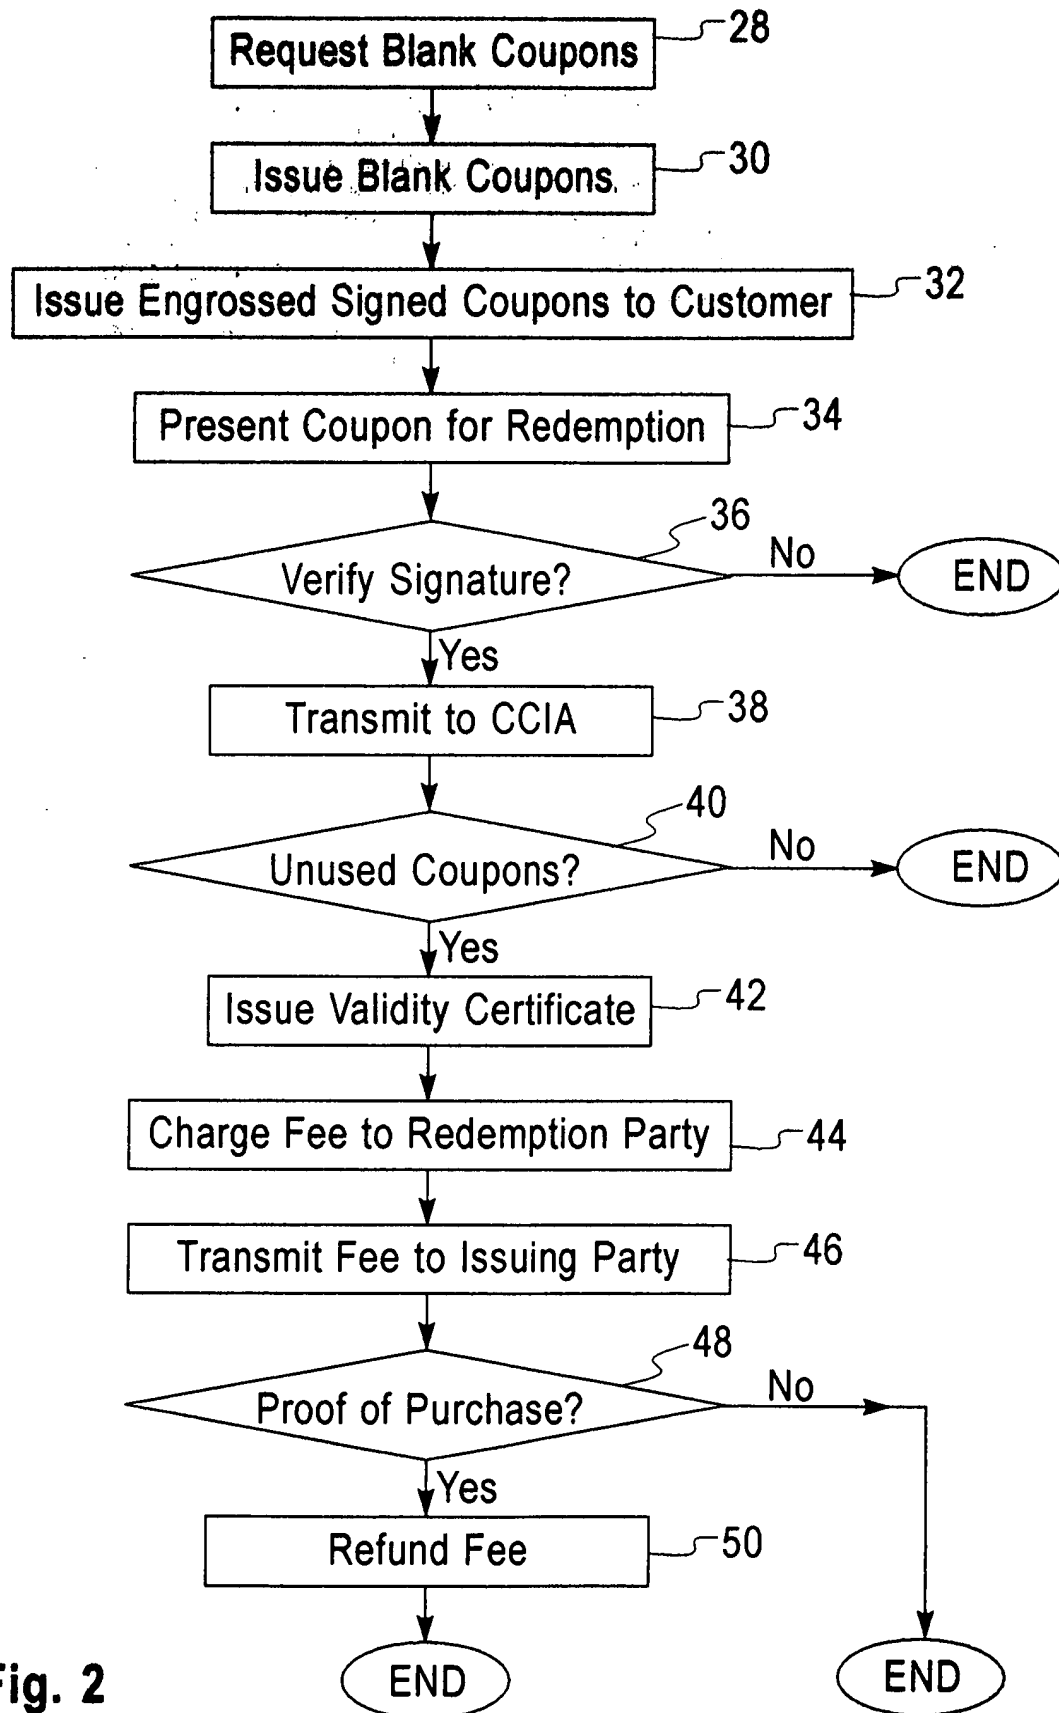 Request Blank Coupons
28
Issue Blank Coupons
30
Issue Engrossed Signed Coupons to Customer
32
Present Coupon for Redemption
34
36
Verify Signature?
No
END
Yes
Transmit to CCIA
38
40
Unused Coupons?
No
END
Yes
Issue Validity Certificate
42
Charge Fee to Redemption Party
44
Transmit Fee to Issuing Party
46
48
Proof of Purchase?
No
Yes
Refund Fee
50
END
END
Fig. 2